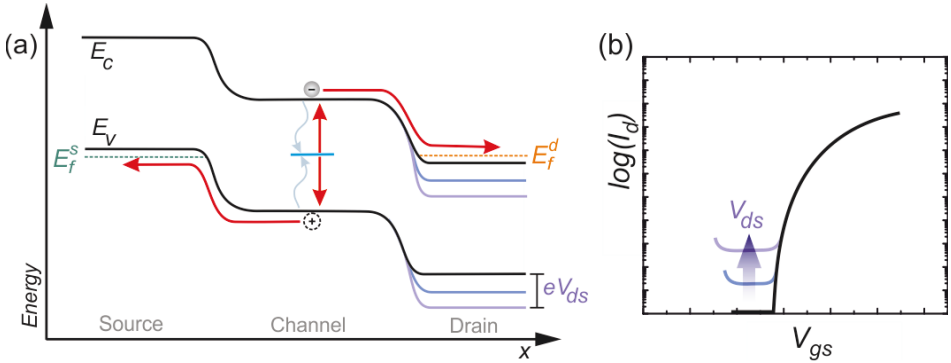 (a)
E_c
E_v
E_f^s
E_f^d
eV_ds
Energy
Source
Channel
Drain
x
(b)
log(I_d)
V_ds
V_gs